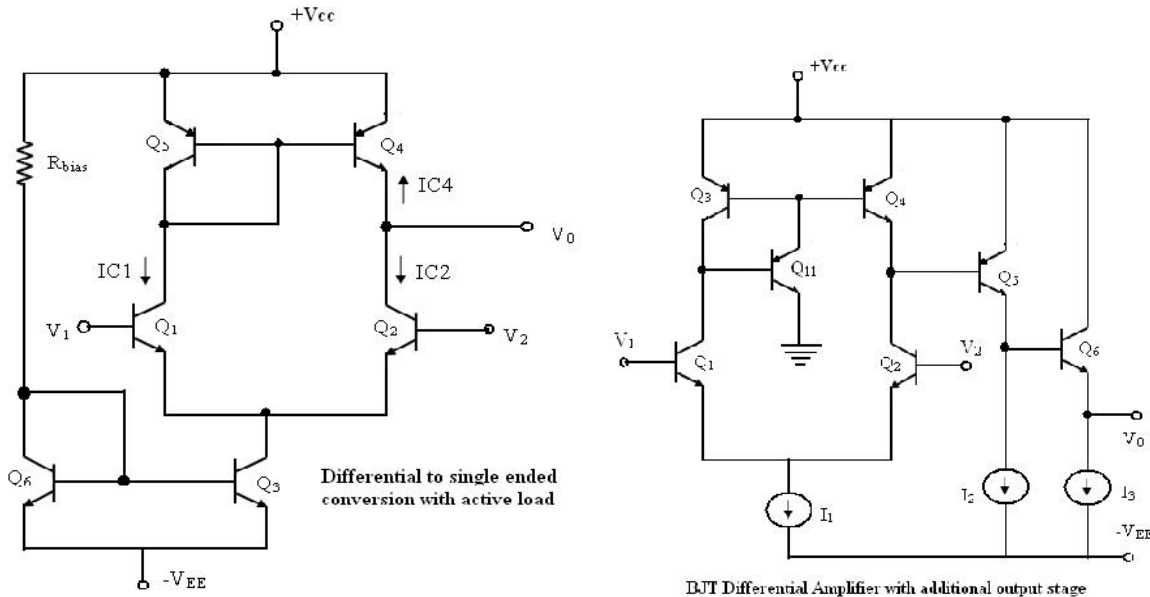 +Vcc
Q5
Q4
Rbias
IC4
V0
IC1
IC2
V1
Q1
Q2
V2
Q6
Q3
Differential to single ended
conversion with active load
-VEE
+Vcc
Q3
Q4
Q11
Q5
V1
Q1
Q2
V2
Q6
V0
I1
I2
I3
-VEE
BJT Differential Amplifier with additional output stage